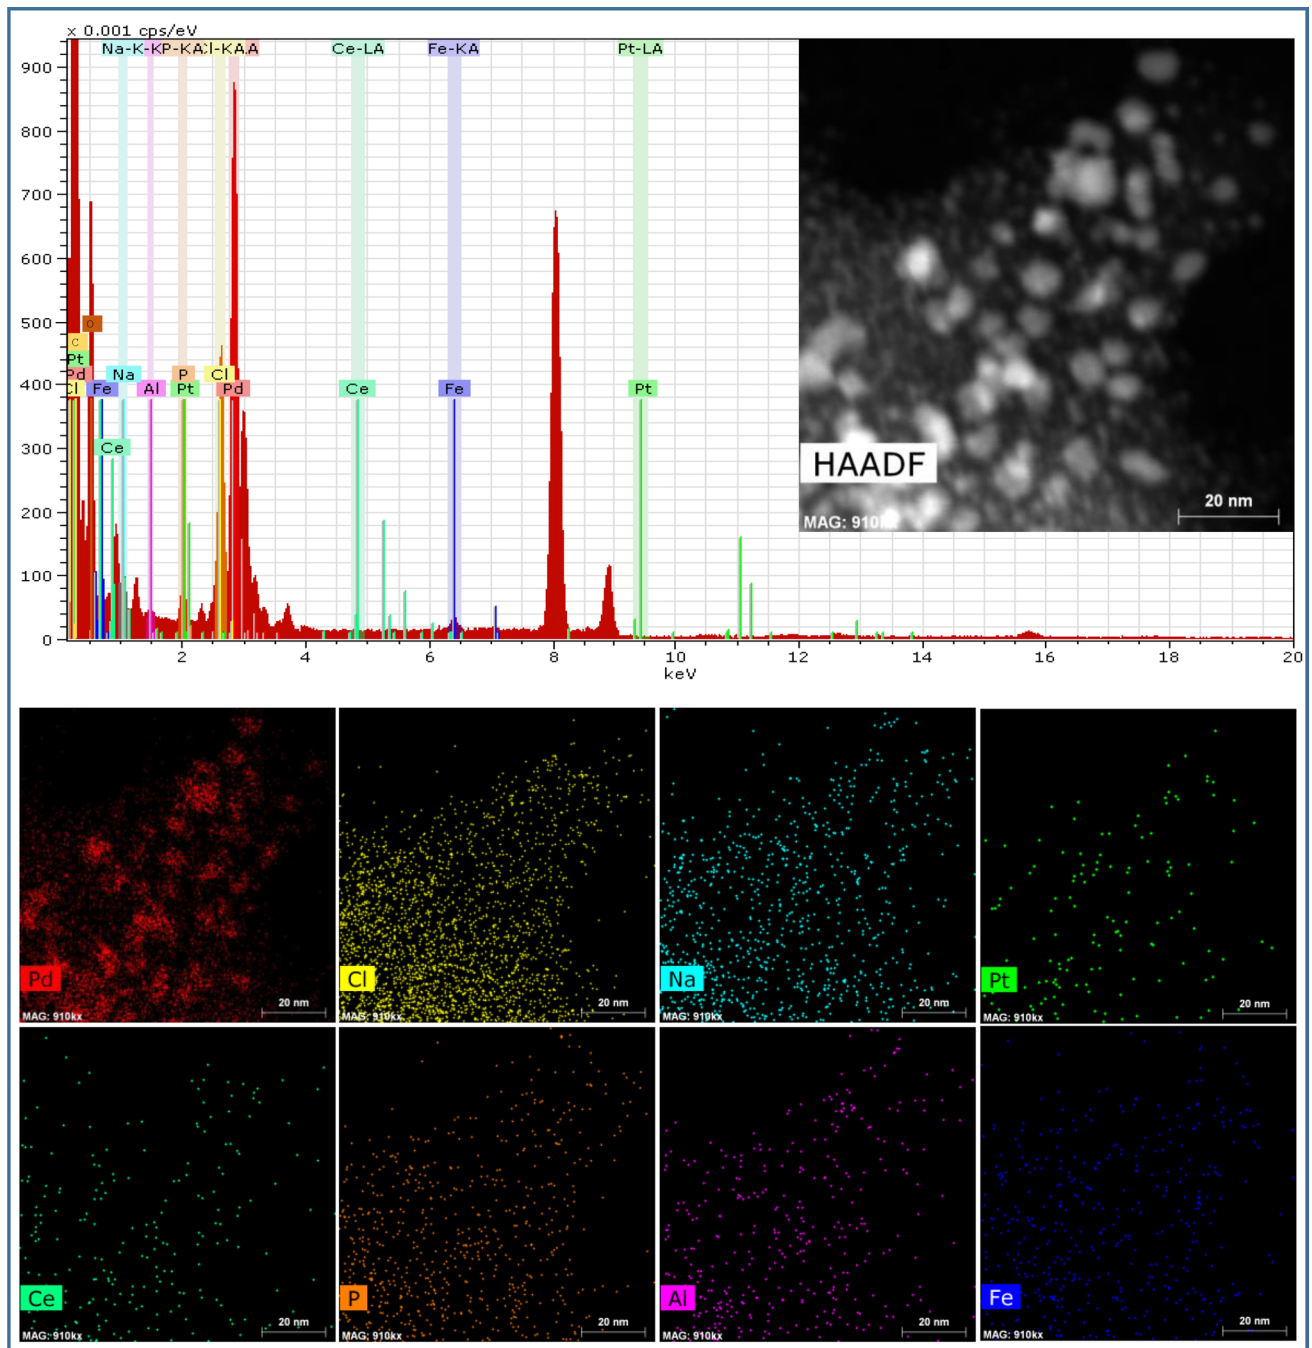 x 0.001 cps/eV
Na-K-KP-KACl-KAA Ce-LA Fe-KA Pt-LA
900
800
700
600
500
400
300
200
100
0
O
C
Pt
Pd
Cl Fe Na Al P Pt Cl Pd Ce Fe Pt
Ce
2 4 6 8 10 12 14 16 18 20
keV
HAADF
MAG: 910kx
20 nm
Pd
MAG: 910kx
20 nm
Cl
MAG: 910kx
20 nm
Na
MAG: 910kx
20 nm
Pt
MAG: 910kx
20 nm
Ce
MAG: 910kx
20 nm
P
MAG: 910kx
20 nm
Al
MAG: 910kx
20 nm
Fe
MAG: 910kx
20 nm